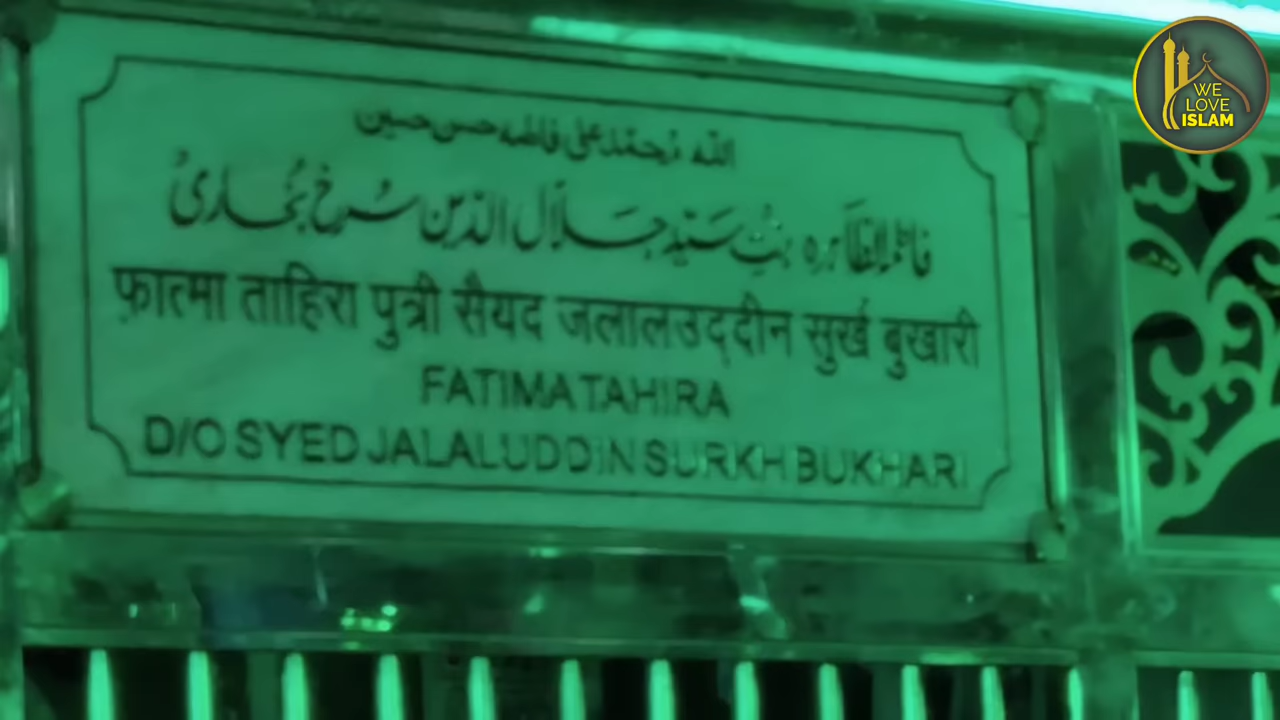 اللہ محمد علی فاطمہ حسن حسین
فاطمۃ الطاہرہ بنت سید جلال الدین سرخ بخاری
फ़ात्मा ताहिरा पुत्री सैयद जलालउद्दीन सुर्ख बुखारी
FATIMA TAHIRA
D/O SYED JALALUDDIN SURKH BUKHARI
WE
LOVE
ISLAM